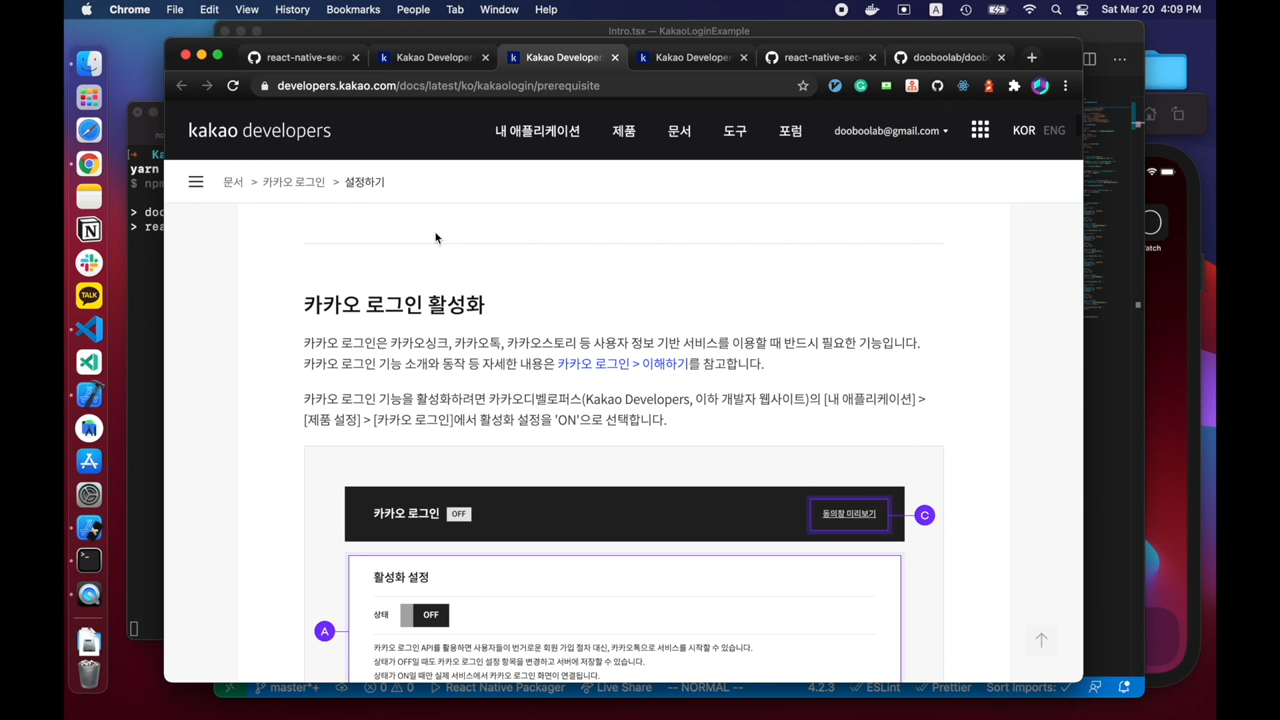 Chrome File Edit View History Bookmarks People Tab Window Help
A
Sat Mar 20 4:09 PM
Intro.tsx — KakaoLoginExample
react-native-se
Kakao Develope
Kakao Develope
Kakao Develope
react-native-se
dooboolab/doob
developers.kakao.com/docs/latest/ko/kakaologin/prerequisite
kakao developers
내 애플리케이션 제품 문서 도구 포럼
dooboolab@gmail.com
KOR ENG
문서 > 카카오 로그인 > 설정하기
yarn
$ npm
> doo
> rea
TALK
카카오 로그인 활성화
카카오 로그인은 카카오싱크, 카카오톡, 카카오스토리 등 사용자 정보 기반 서비스를 이용할 때 반드시 필요한 기능입니다.
카카오 로그인 기능 소개와 동작 등 자세한 내용은 카카오 로그인 > 이해하기를 참고합니다.
카카오 로그인 기능을 활성화하려면 카카오디벨로퍼스(Kakao Developers, 이하 개발자 웹사이트)의 [내 애플리케이션] >
[제품 설정] > [카카오 로그인]에서 활성화 설정을 'ON'으로 선택합니다.
카카오 로그인 OFF
동의창 미리보기
C
활성화 설정
상태 OFF
A
카카오 로그인 API를 활용하면 사용자들이 번거로운 회원 가입 절차 대신, 카카오톡으로 서비스를 시작할 수 있습니다.
상태가 OFF일 때도 카카오 로그인 설정 항목을 변경하고 서버에 저장할 수 있습니다.
상태가 ON일 때만 실제 서비스에서 카카오 로그인 화면이 연결됩니다.
master*+ 0 0 React Native Packager Live Share -- NORMAL -- 4.2.3 ESLint Prettier Sort Imports: